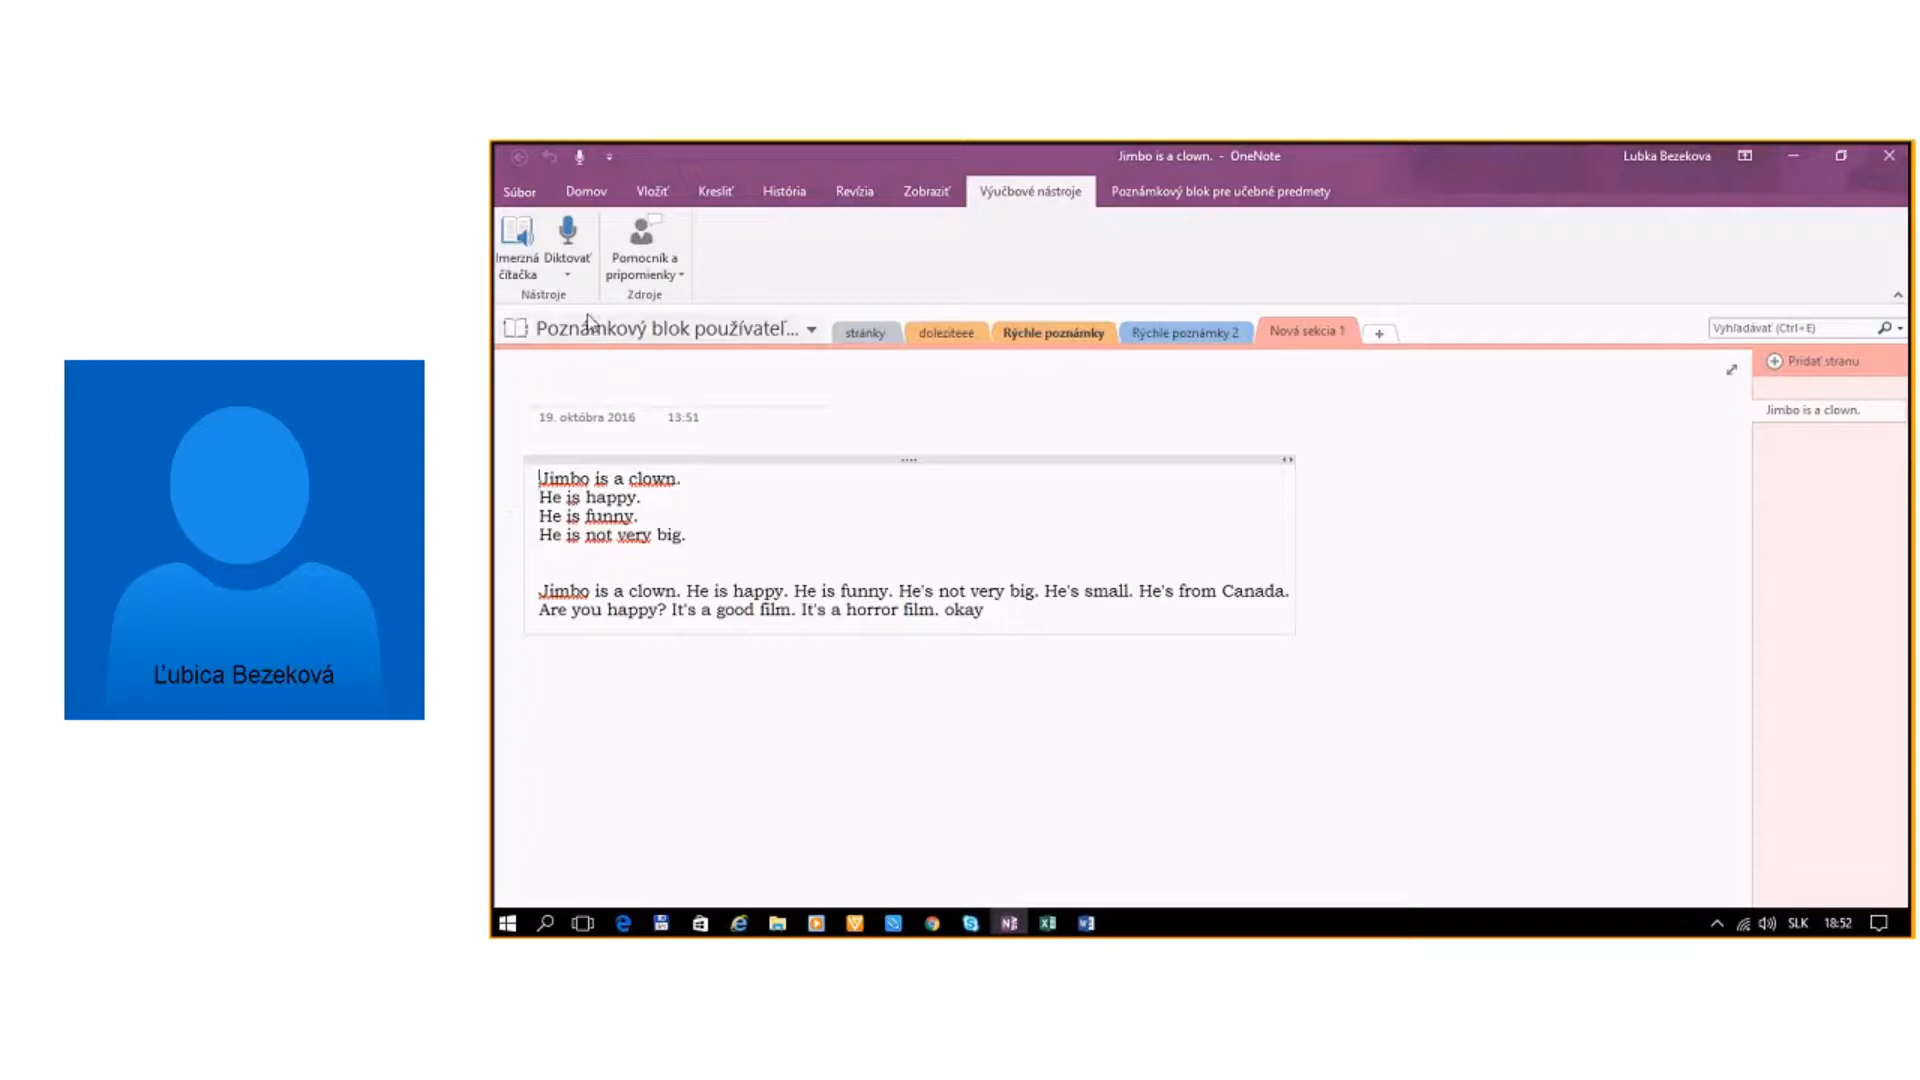 Jimbo is a clown. - OneNote
Lubka Bezekova
Súbor Domov Vložiť Kresliť História Revízia Zobraziť Výučbové nástroje Poznámkový blok pre učebné predmety
Imerzná čítačka
Diktovať
Nástroje
Pomocník a pripomienky
Zdroje
Poznámkový blok používateľ...
stránky doleziteee Rýchle poznámky Rýchle poznámky 2 Nová sekcia 1
Vyhľadávať (Ctrl+E)
Pridať stranu
Jimbo is a clown.
19. októbra 2016 13:51
Jimbo is a clown.
He is happy.
He is funny.
He is not very big.
Jimbo is a clown. He is happy. He is funny. He's not very big. He's small. He's from Canada.
Are you happy? It's a good film. It's a horror film. okay
Ľubica Bezeková
SLK 18:52